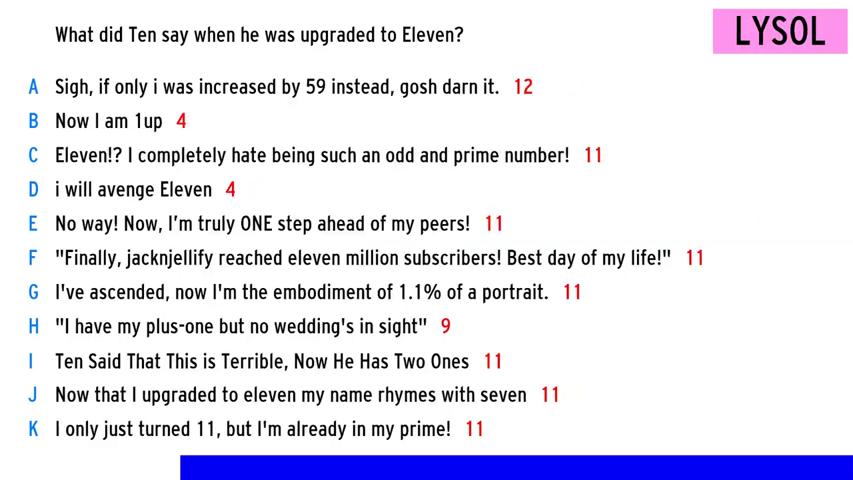 What did Ten say when he was upgraded to Eleven?
LYSOL
A Sigh, if only i was increased by 59 instead, gosh darn it. 12
B Now I am 1up 4
C Eleven!? I completely hate being such an odd and prime number! 11
D i will avenge Eleven 4
E No way! Now, I'm truly ONE step ahead of my peers! 11
F "Finally, jacknjellify reached eleven million subscribers! Best day of my life!" 11
G I've ascended, now I'm the embodiment of 1.1% of a portrait. 11
H "I have my plus-one but no wedding's in sight" 9
I Ten Said That This is Terrible, Now He Has Two Ones 11
J Now that I upgraded to eleven my name rhymes with seven 11
K I only just turned 11, but I'm already in my prime! 11